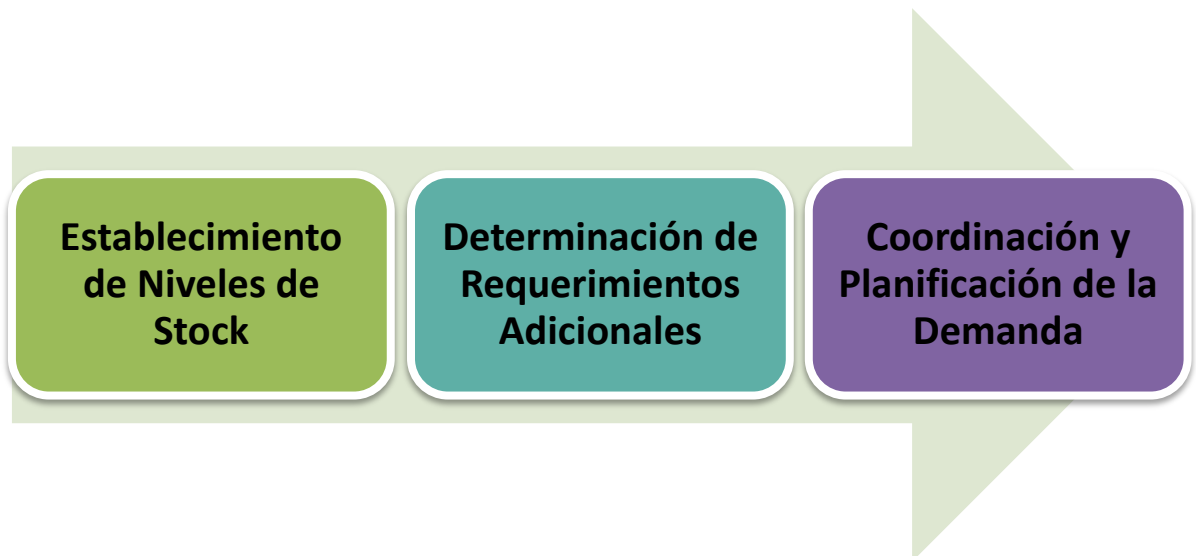 Establecimiento
de Niveles de
Stock
Determinación de
Requerimientos
Adicionales
Coordinación y
Planificación de la
Demanda